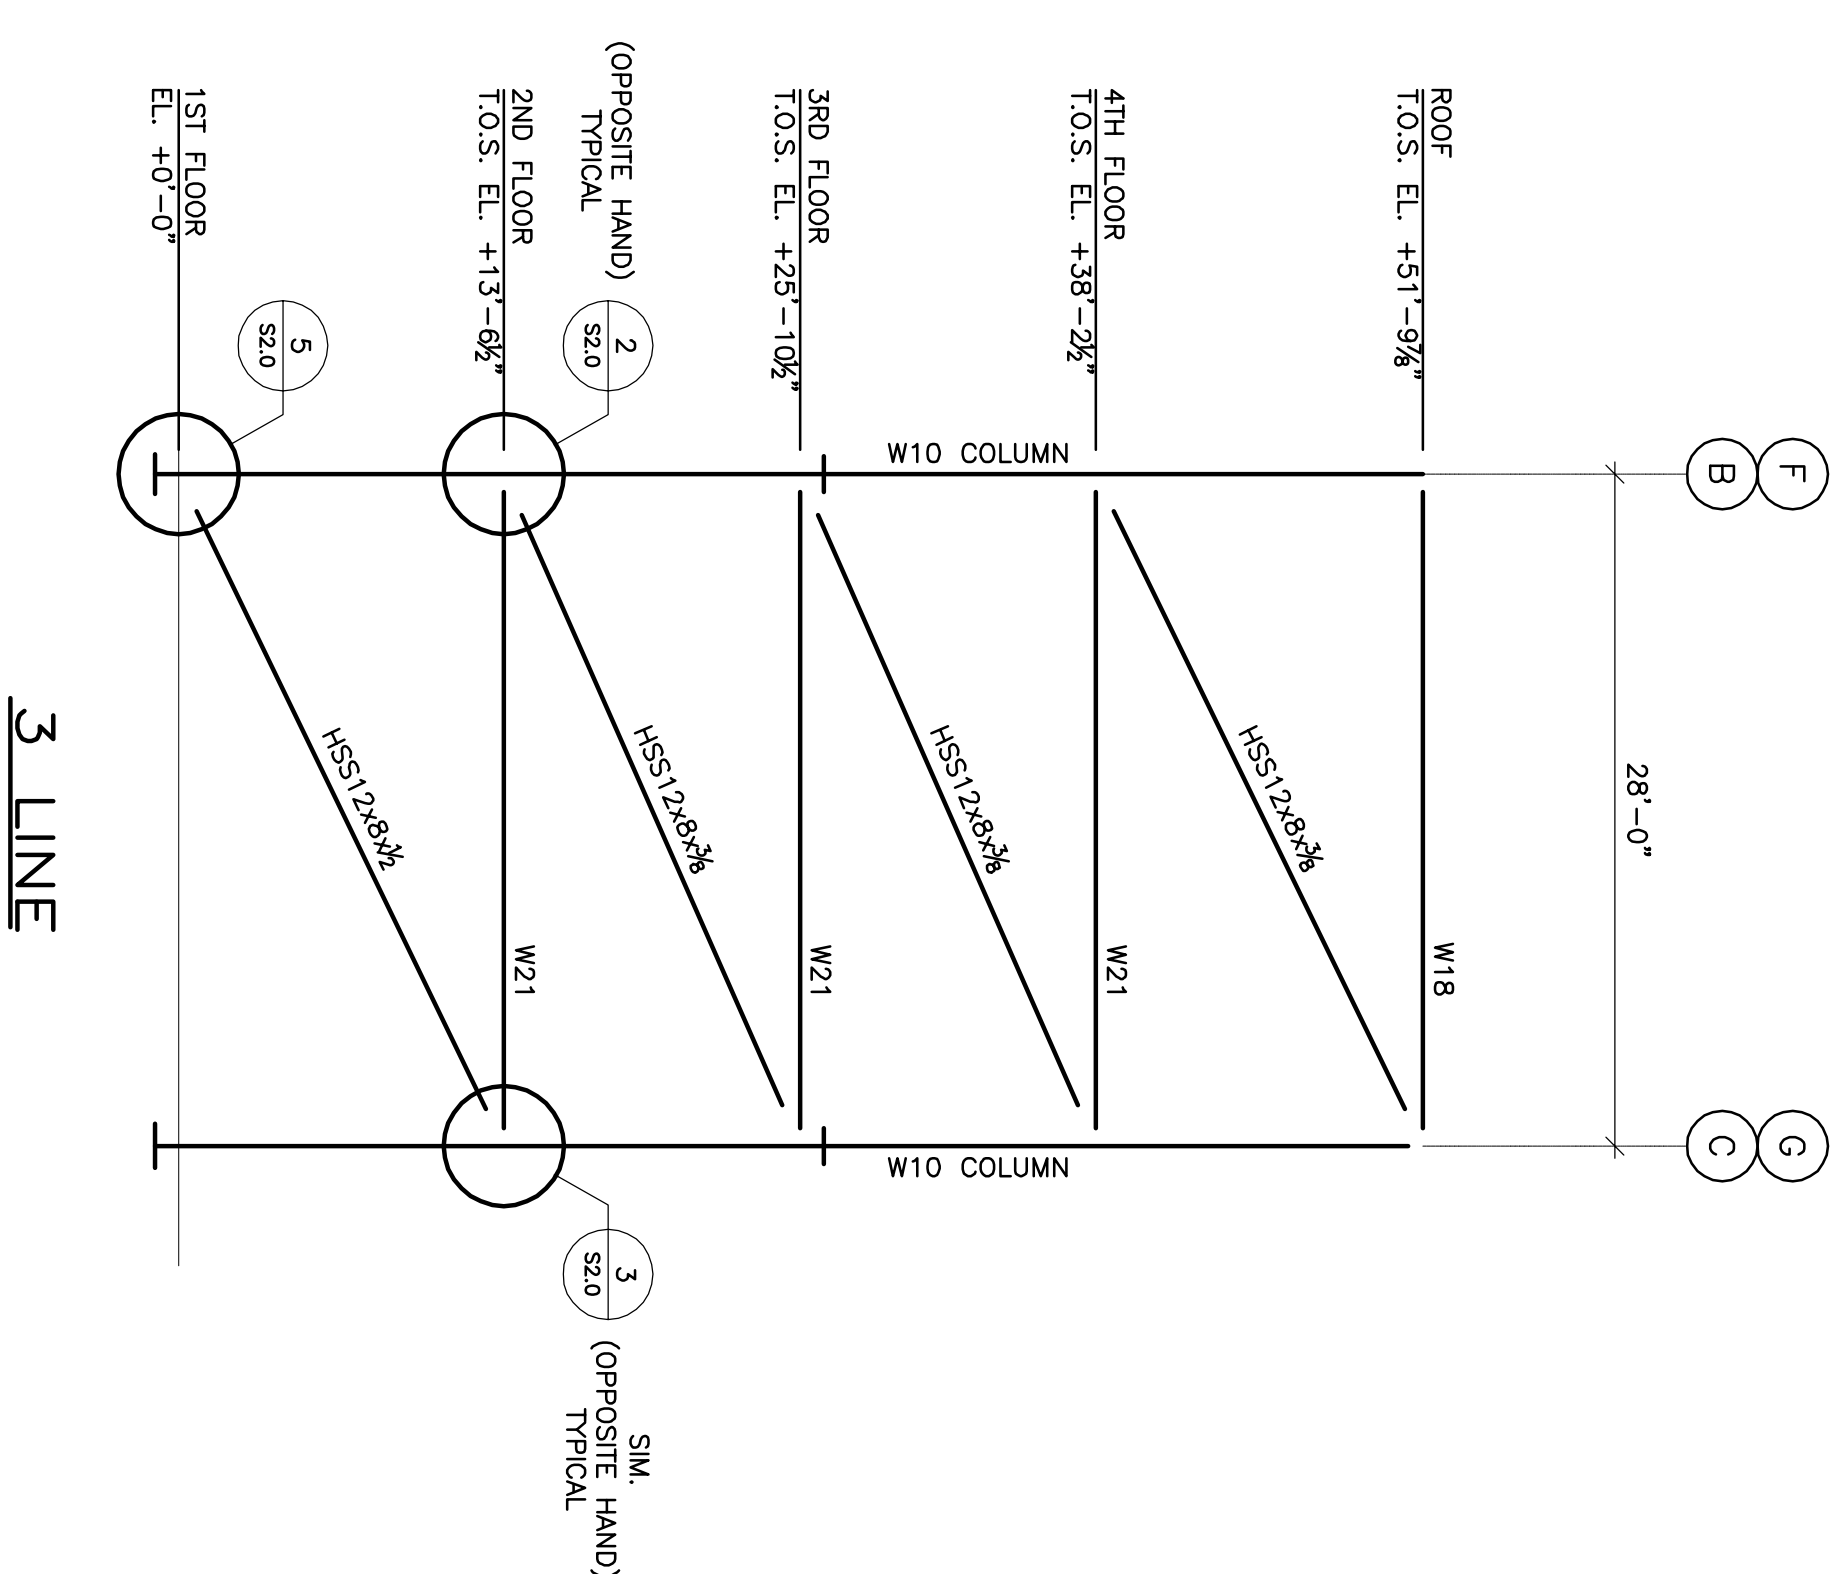 F G
B C
28'-0"
ROOF
T.O.S. EL. +51'-9⅞"
W18
HSS12x8x⅜
4TH FLOOR
T.O.S. EL. +38'-2½"
W21
W10 COLUMN
W10 COLUMN
HSS12x8x⅜
3RD FLOOR
T.O.S. EL. +25'-10½"
W21
HSS12x8x⅜
(OPPOSITE HAND)
TYPICAL
2
S2.0
3
S2.0
SIM.
(OPPOSITE HAND)
TYPICAL
2ND FLOOR
T.O.S. EL. +13'-6½"
W21
HSS12x8x½
5
S2.0
1ST FLOOR
EL. +0'-0"
3 LINE